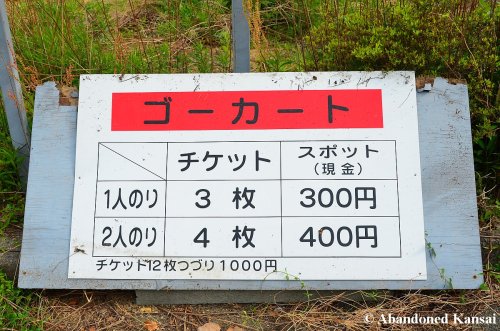 ゴーカート
チケット　スポット（現金）
1人のり　3枚　300円
2人のり　4枚　400円
チケット12枚つづり1000円
© Abandoned Kansai